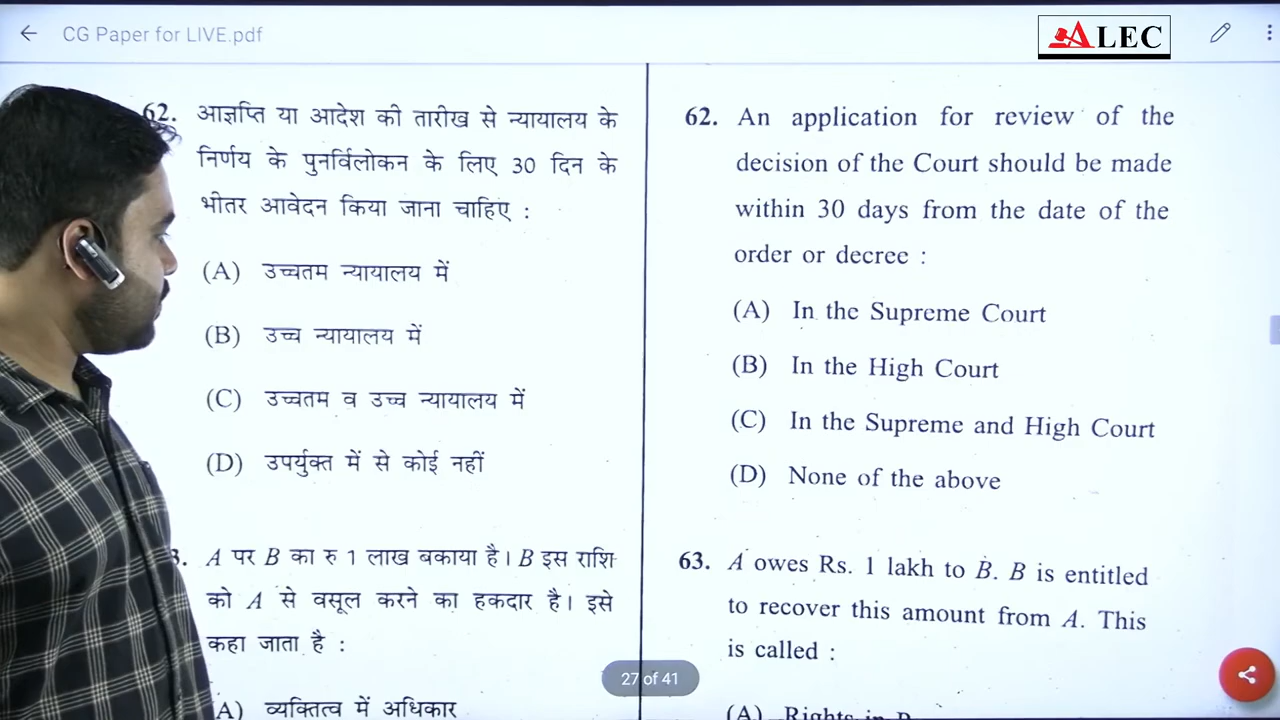 CG Paper for LIVE.pdf
ALEC
62. आज्ञप्ति या आदेश की तारीख से न्यायालय के
निर्णय के पुनर्विलोकन के लिए 30 दिन के
भीतर आवेदन किया जाना चाहिए :
(A) उच्चतम न्यायालय में
(B) उच्च न्यायालय में
(C) उच्चतम व उच्च न्यायालय में
(D) उपर्युक्त में से कोई नहीं
3. A पर B का रु 1 लाख बकाया है। B इस राशि
को A से वसूल करने का हकदार है। इसे
कहा जाता है :
A) व्यक्तित्व में अधिकार
62. An application for review of the
decision of the Court should be made
within 30 days from the date of the
order or decree :
(A) In the Supreme Court
(B) In the High Court
(C) In the Supreme and High Court
(D) None of the above
63. A owes Rs. 1 lakh to B. B is entitled
to recover this amount from A. This
is called :
(A) Rights in
27 of 41